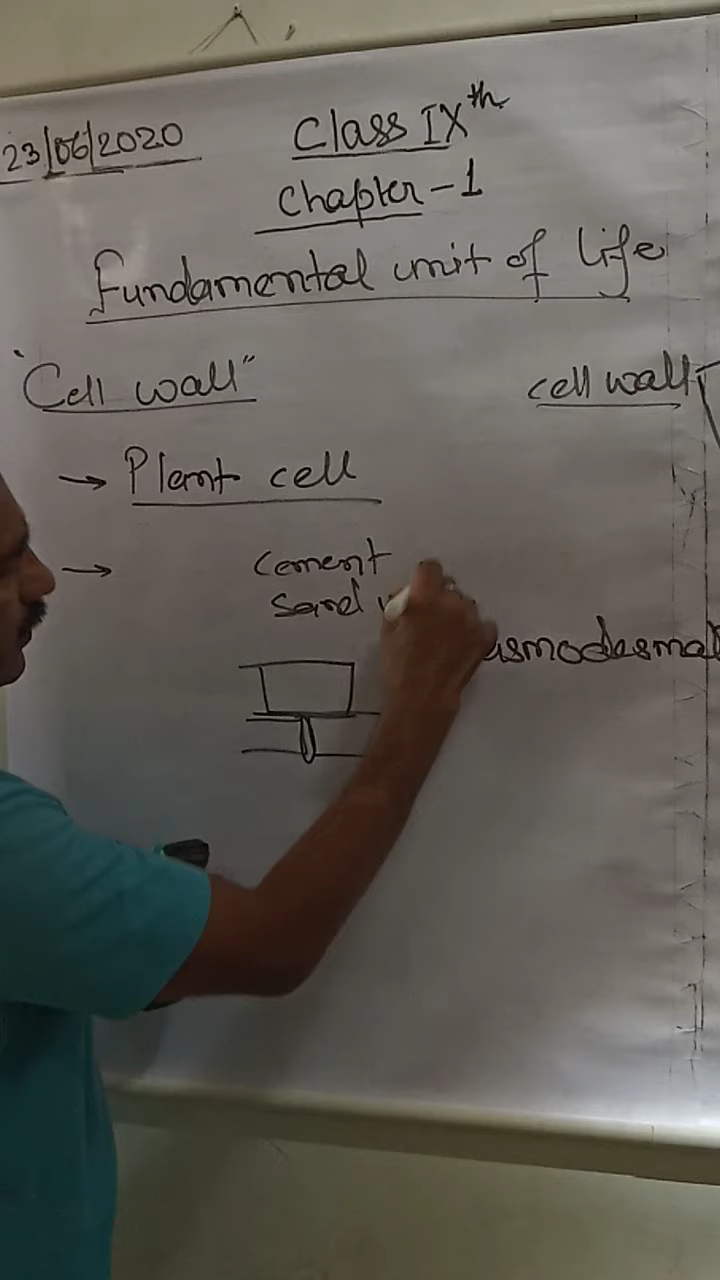 23/06/2020
Class IXth
Chapter-1
Fundamental unit of life
"Cell wall"
cell wall
→ Plant cell
→ cement
sand
asmodesmat